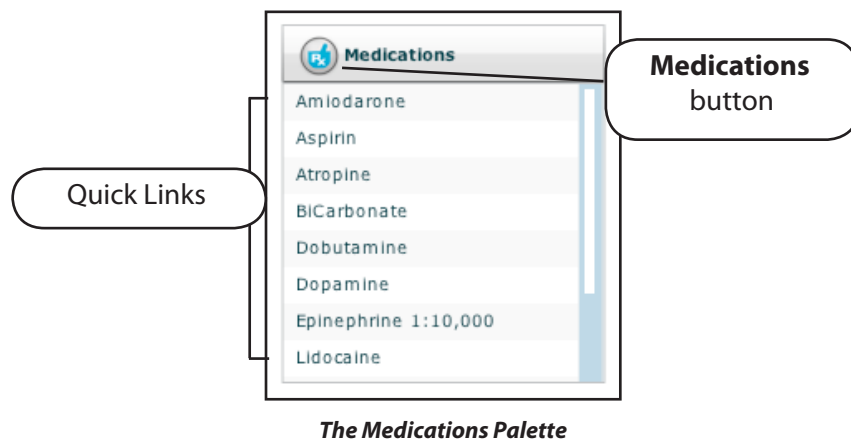 Medications
Medications
button
Amiodarone
Aspirin
Atropine
Quick Links
BiCarbonate
Dobutamine
Dopamine
Epinephrine 1:10,000
Lidocaine
The Medications Palette